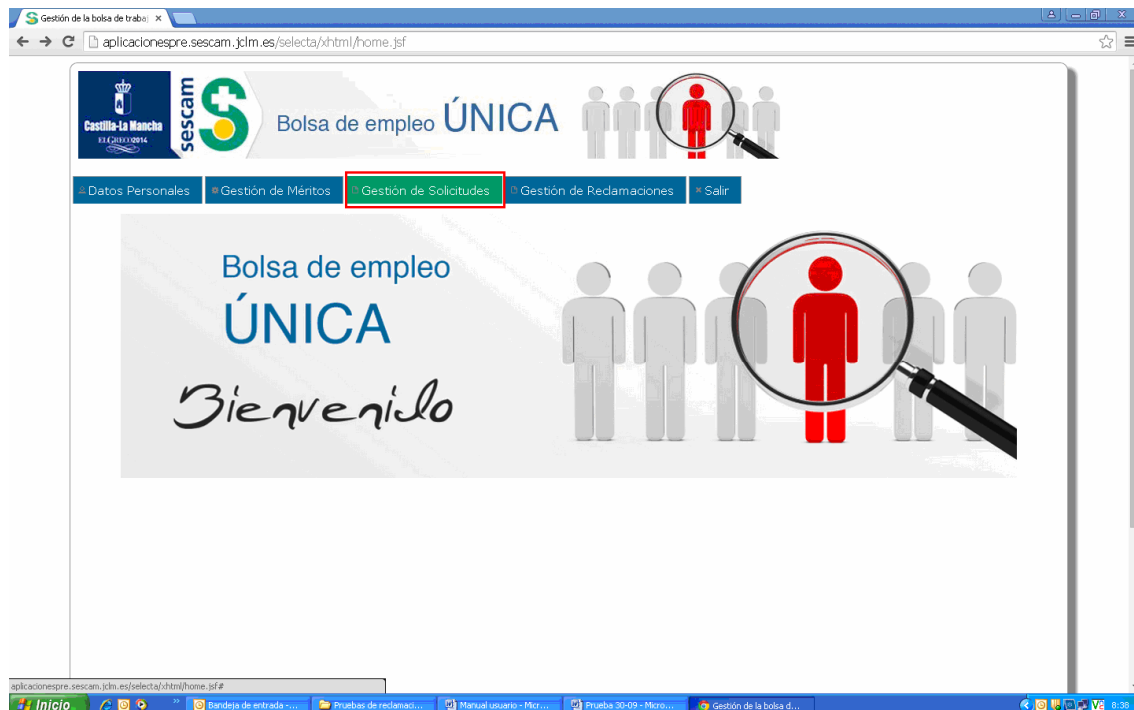 Gestión de la bolsa de trabaj
aplicacionespre.sescam.jclm.es/selecta/xhtml/home.jsf
Castilla-La Mancha
EL GRECO2014
sescam
Bolsa de empleo ÚNICA
Datos Personales
Gestión de Méritos
Gestión de Solicitudes
Gestión de Reclamaciones
Salir
Bolsa de empleo
ÚNICA
Bienvenido
aplicacionespre.sescam.jclm.es/selecta/xhtml/home.jsf#
Inicio
Bandeja de entrada -...
Pruebas de reclamaci...
Manual usuario - Micr...
Prueba 30-09 - Micro...
Gestión de la bolsa d...
8:38